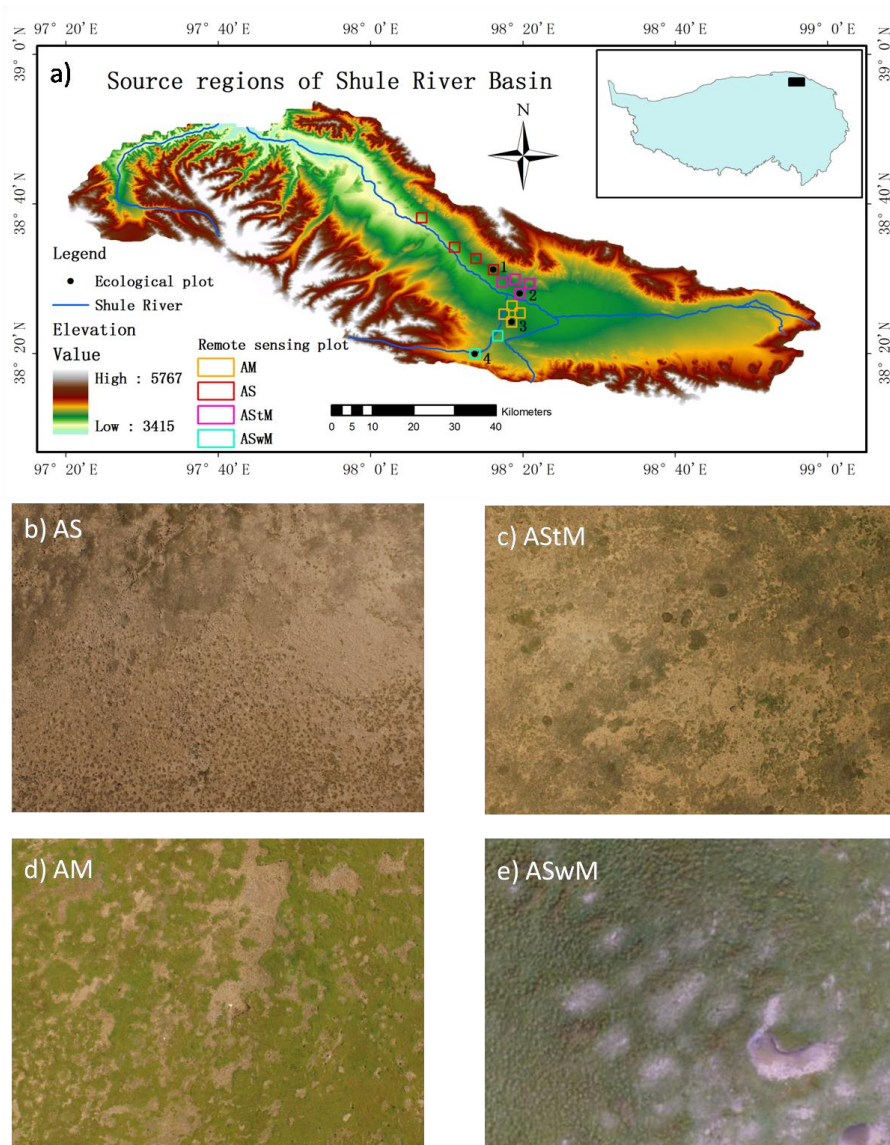 97° 20'E 97° 40'E 98° 0'E 98° 20'E 98° 40'E 99° 0'E
39° 0'N
39° 0'N
a) Source regions of Shule River Basin
N
38° 40'N
38° 40'N
Legend
Ecological plot
Shule River
Elevation
Value
High : 5767
Low : 3415
Remote sensing plot
AM
AS
AStM
ASwM
1
2
3
4
38° 20'N
38° 20'N
0 5 10 20 30 40 Kilometers
97° 20'E 97° 40'E 98° 0'E 98° 20'E 98° 40'E 99° 0'E
b) AS
c) AStM
d) AM
e) ASwM